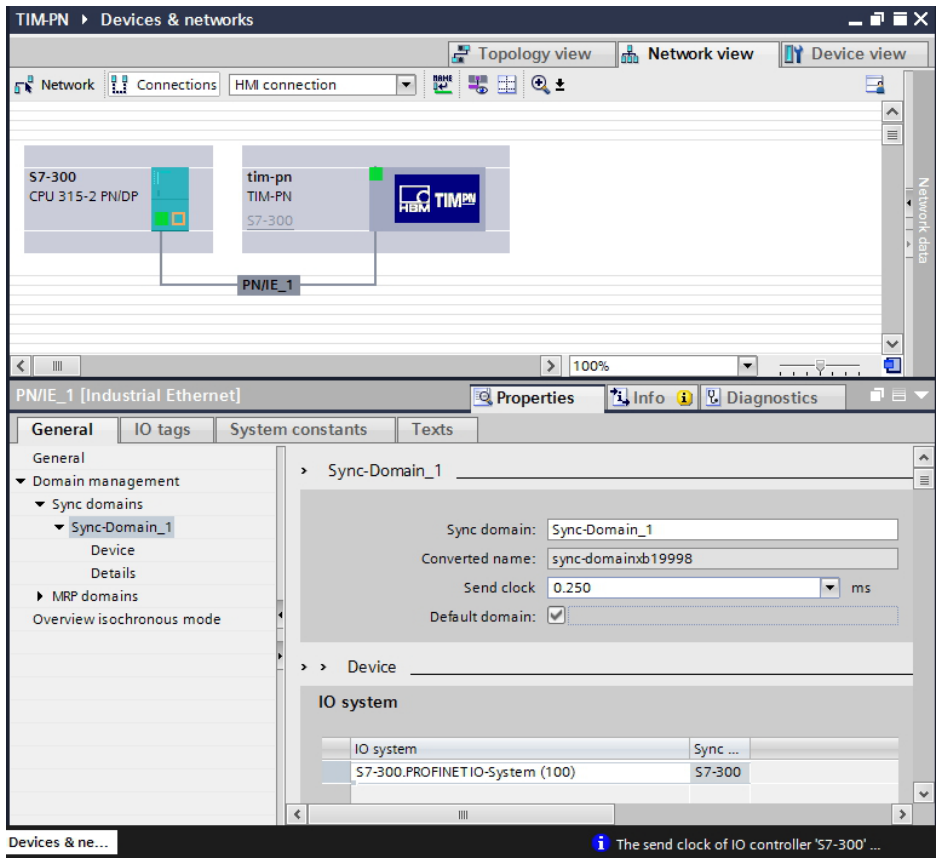 TIM-PN ▸ Devices & networks
Topology view Network view Device view
Network Connections HMI connection
S7-300
CPU 315-2 PN/DP
tim-pn
TIM-PN
S7-300
HBM TIM PN
PN/IE_1
Network data
100%
PN/IE_1 [Industrial Ethernet]
Properties Info Diagnostics
General IO tags System constants Texts
General
Domain management
Sync domains
Sync-Domain_1
Device
Details
MRP domains
Overview isochronous mode
Sync-Domain_1
Sync domain: Sync-Domain_1
Converted name: sync-domainxb19998
Send clock 0.250 ms
Default domain:
Device
IO system
IO system Sync ...
S7-300.PROFINET IO-System (100) S7-300
Devices & ne...
The send clock of IO controller 'S7-300' ...